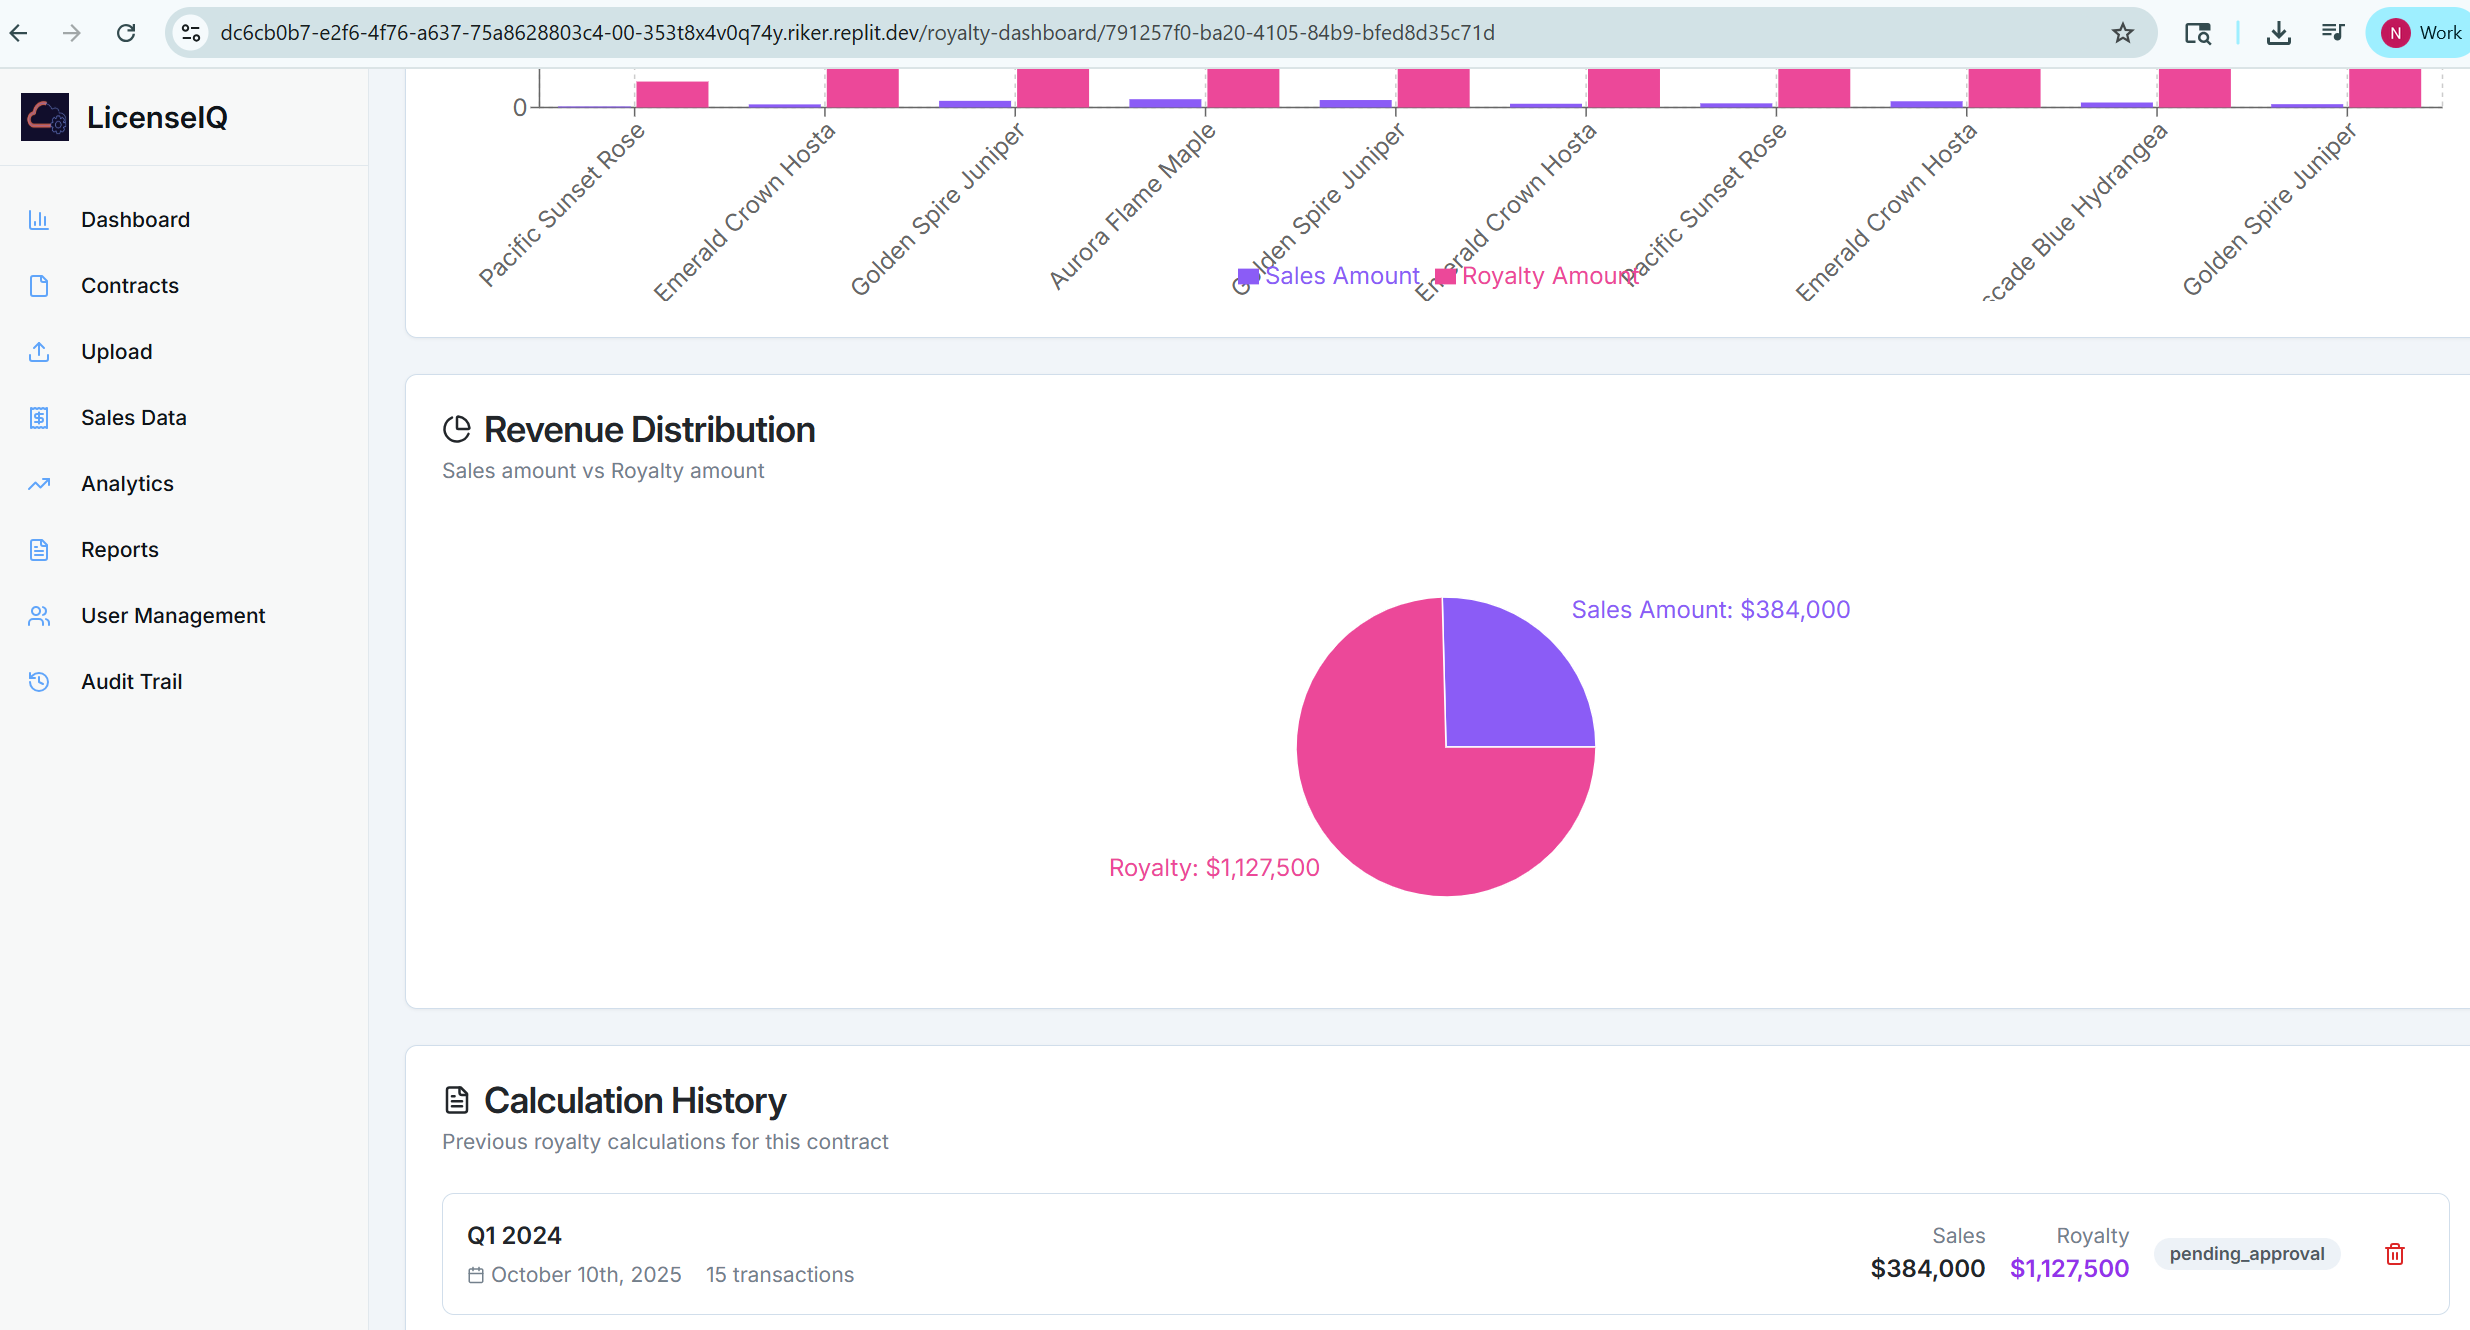 dc6cb0b7-e2f6-4f76-a637-75a8628803c4-00-353t8x4v0q74y.riker.replit.dev/royalty-dashboard/791257f0-ba20-4105-84b9-bfed8d35c71d
N Work
LicenseIQ
Dashboard
Contracts
Upload
Sales Data
Analytics
Reports
User Management
Audit Trail
0
Pacific Sunset Rose
Emerald Crown Hosta
Golden Spire Juniper
Aurora Flame Maple
Golden Spire Juniper
Emerald Crown Hosta
Pacific Sunset Rose
Emerald Crown Hosta
scade Blue Hydrangea
Golden Spire Juniper
Sales Amount Royalty Amount
Revenue Distribution
Sales amount vs Royalty amount
Sales Amount: $384,000
Royalty: $1,127,500
Calculation History
Previous royalty calculations for this contract
Q1 2024
October 10th, 2025 15 transactions
Sales Royalty
$384,000 $1,127,500
pending_approval